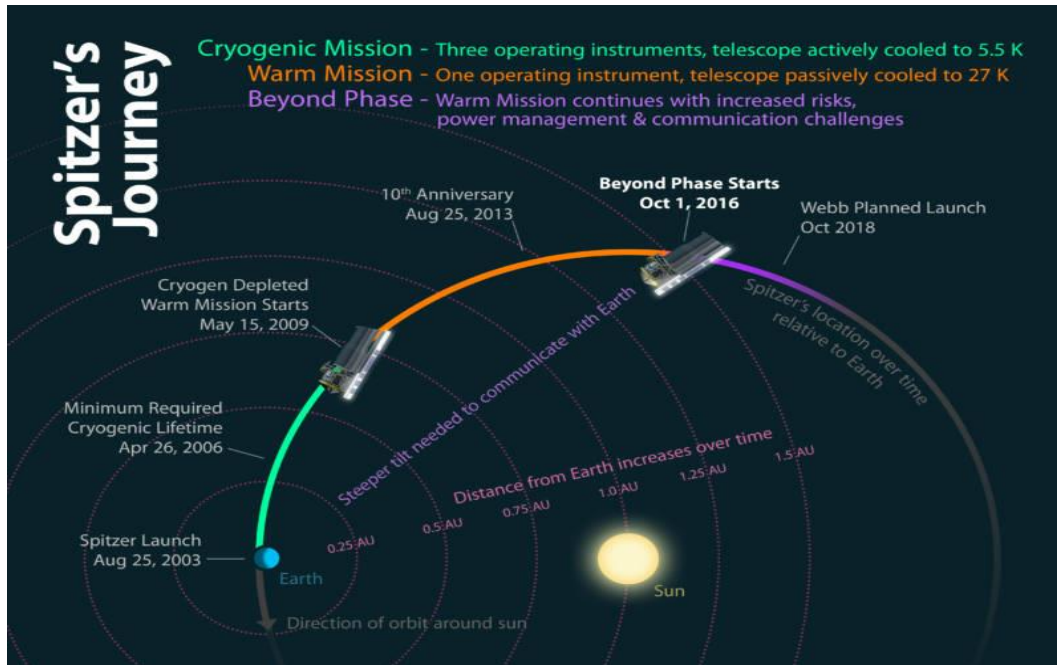 Spitzer's
Journey
Cryogenic Mission - Three operating instruments, telescope actively cooled to 5.5 K
Warm Mission - One operating instrument, telescope passively cooled to 27 K
Beyond Phase - Warm Mission continues with increased risks,
power management & communication challenges
10th Anniversary
Aug 25, 2013
Beyond Phase Starts
Oct 1, 2016
Webb Planned Launch
Oct 2018
Cryogen Depleted
Warm Mission Starts
May 15, 2009
Spitzer's location over time
relative to Earth
Minimum Required
Cryogenic Lifetime
Apr 26, 2006
Steeper tilt needed to communicate with Earth
Distance from Earth increases over time
0.25 AU
0.5 AU
0.75 AU
1.0 AU
1.25 AU
1.5 AU
Spitzer Launch
Aug 25, 2003
Earth
Sun
Direction of orbit around sun